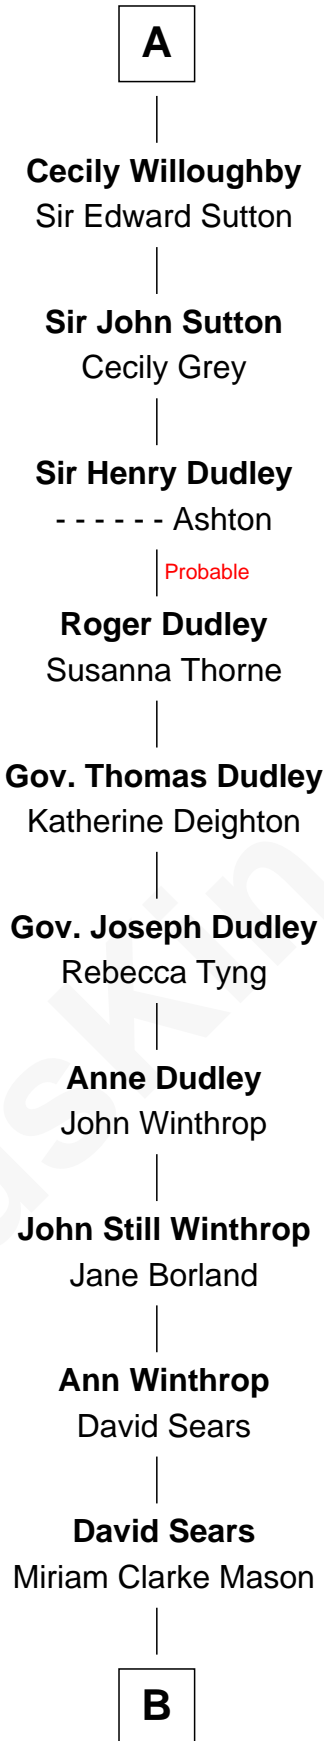 A
Cecily Willoughby
Sir Edward Sutton
Sir John Sutton
Cecily Grey
Sir Henry Dudley
- - - - - - Ashton
Probable
Roger Dudley
Susanna Thorne
Gov. Thomas Dudley
Katherine Deighton
Gov. Joseph Dudley
Rebecca Tyng
Anne Dudley
John Winthrop
John Still Winthrop
Jane Borland
Ann Winthrop
David Sears
David Sears
Miriam Clarke Mason
B